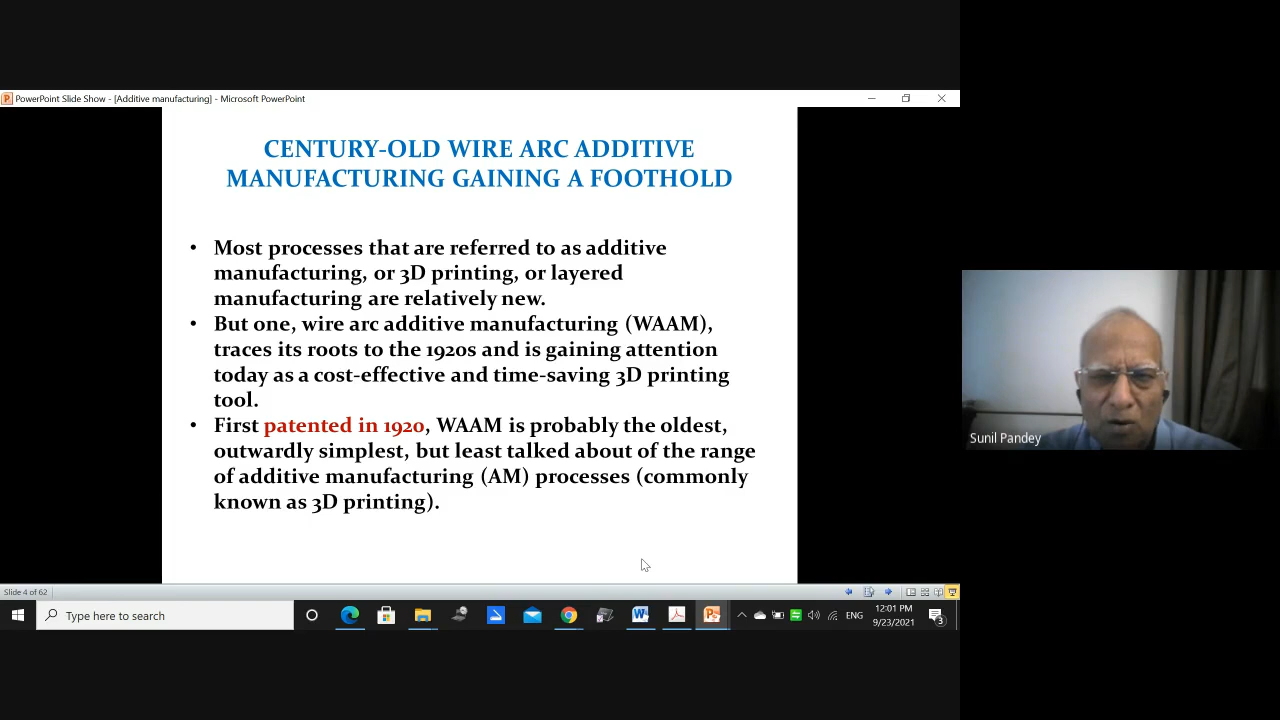 PowerPoint Slide Show - [Additive manufacturing] - Microsoft PowerPoint
CENTURY-OLD WIRE ARC ADDITIVE
MANUFACTURING GAINING A FOOTHOLD
• Most processes that are referred to as additive
manufacturing, or 3D printing, or layered
manufacturing are relatively new.
• But one, wire arc additive manufacturing (WAAM),
traces its roots to the 1920s and is gaining attention
today as a cost-effective and time-saving 3D printing
tool.
• First patented in 1920, WAAM is probably the oldest,
outwardly simplest, but least talked about of the range
of additive manufacturing (AM) processes (commonly
known as 3D printing).
Sunil Pandey
Slide 4 of 62
Type here to search
ENG
12:01 PM
9/23/2021
3